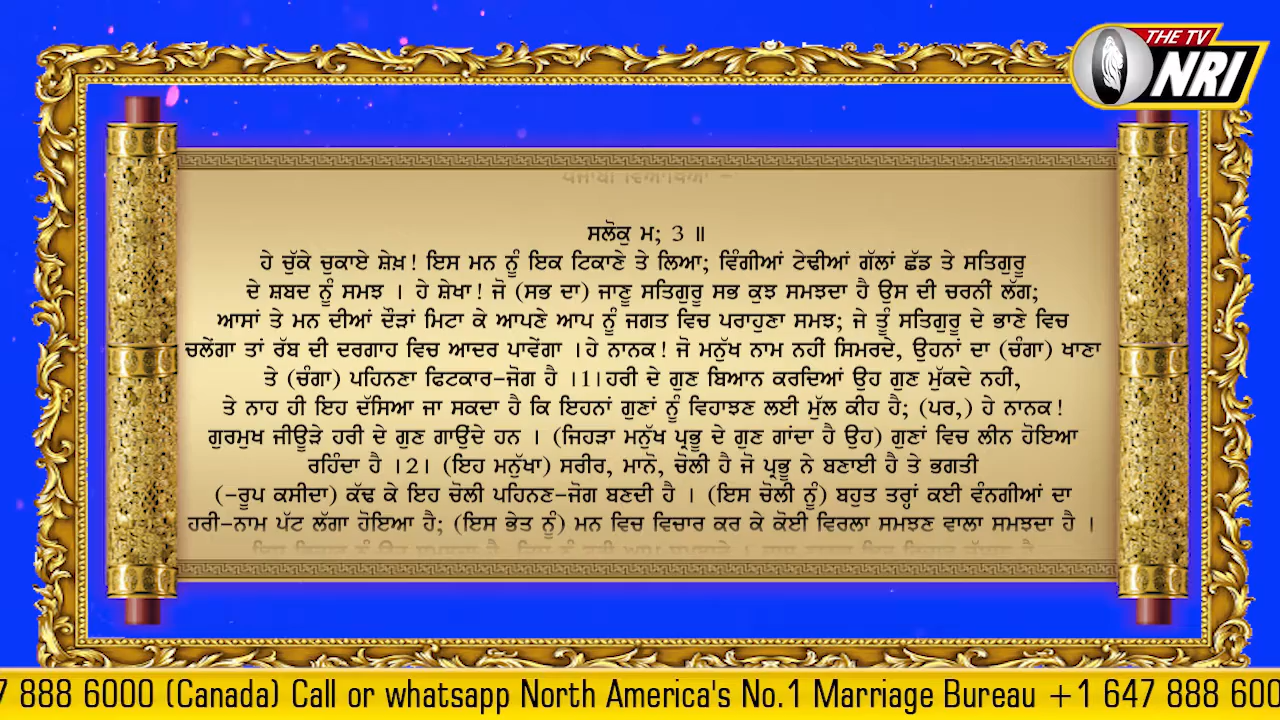 THE TV
NRI
ਪੰਜਾਬੀ ਵਿਆਖਿਆ -
ਸਲੋਕੁ ਮ; 3 ॥
ਹੇ ਚੁੱਕੇ ਚੁਕਾਏ ਸ਼ੇਖ਼! ਇਸ ਮਨ ਨੂੰ ਇਕ ਟਿਕਾਣੇ ਤੇ ਲਿਆ; ਵਿੰਗੀਆਂ ਟੇਢੀਆਂ ਗੱਲਾਂ ਛੱਡ ਤੇ ਸਤਿਗੁਰੂ
ਦੇ ਸ਼ਬਦ ਨੂੰ ਸਮਝ । ਹੇ ਸ਼ੇਖਾ! ਜੋ (ਸਭ ਦਾ) ਜਾਣੂ ਸਤਿਗੁਰੂ ਸਭ ਕੁਝ ਸਮਝਦਾ ਹੈ ਉਸ ਦੀ ਚਰਨੀਂ ਲੱਗ;
ਆਸਾਂ ਤੇ ਮਨ ਦੀਆਂ ਦੌੜਾਂ ਮਿਟਾ ਕੇ ਆਪਣੇ ਆਪ ਨੂੰ ਜਗਤ ਵਿਚ ਪਰਾਹੁਣਾ ਸਮਝ; ਜੇ ਤੂੰ ਸਤਿਗੁਰੂ ਦੇ ਭਾਣੇ ਵਿਚ
ਚਲੇਂਗਾ ਤਾਂ ਰੱਬ ਦੀ ਦਰਗਾਹ ਵਿਚ ਆਦਰ ਪਾਵੇਂਗਾ ।ਹੇ ਨਾਨਕ! ਜੋ ਮਨੁੱਖ ਨਾਮ ਨਹੀਂ ਸਿਮਰਦੇ, ਉਹਨਾਂ ਦਾ (ਚੰਗਾ) ਖਾਣਾ
ਤੇ (ਚੰਗਾ) ਪਹਿਨਣਾ ਫਿਟਕਾਰ-ਜੋਗ ਹੈ ।1।ਹਰੀ ਦੇ ਗੁਣ ਬਿਆਨ ਕਰਦਿਆਂ ਉਹ ਗੁਣ ਮੁੱਕਦੇ ਨਹੀਂ,
ਤੇ ਨਾਹ ਹੀ ਇਹ ਦੱਸਿਆ ਜਾ ਸਕਦਾ ਹੈ ਕਿ ਇਹਨਾਂ ਗੁਣਾਂ ਨੂੰ ਵਿਹਾਝਣ ਲਈ ਮੁੱਲ ਕੀਹ ਹੈ; (ਪਰ,) ਹੇ ਨਾਨਕ!
ਗੁਰਮੁਖ ਜੀਊੜੇ ਹਰੀ ਦੇ ਗੁਣ ਗਾਉਂਦੇ ਹਨ । (ਜਿਹੜਾ ਮਨੁੱਖ ਪ੍ਰਭੂ ਦੇ ਗੁਣ ਗਾਂਦਾ ਹੈ ਉਹ) ਗੁਣਾਂ ਵਿਚ ਲੀਨ ਹੋਇਆ
ਰਹਿੰਦਾ ਹੈ ।2। (ਇਹ ਮਨੁੱਖਾ) ਸਰੀਰ, ਮਾਨੋ, ਚੋਲੀ ਹੈ ਜੋ ਪ੍ਰਭੂ ਨੇ ਬਣਾਈ ਹੈ ਤੇ ਭਗਤੀ
(-ਰੂਪ ਕਸੀਦਾ) ਕੱਢ ਕੇ ਇਹ ਚੋਲੀ ਪਹਿਨਣ-ਜੋਗ ਬਣਦੀ ਹੈ । (ਇਸ ਚੋਲੀ ਨੂੰ) ਬਹੁਤ ਤਰ੍ਹਾਂ ਕਈ ਵੰਨਗੀਆਂ ਦਾ
ਹਰੀ-ਨਾਮ ਪੱਟ ਲੱਗਾ ਹੋਇਆ ਹੈ; (ਇਸ ਭੇਤ ਨੂੰ) ਮਨ ਵਿਚ ਵਿਚਾਰ ਕਰ ਕੇ ਕੋਈ ਵਿਰਲਾ ਸਮਝਣ ਵਾਲਾ ਸਮਝਦਾ ਹੈ ।
7 888 6000 (Canada) Call or whatsapp North America's No.1 Marriage Bureau +1 647 888 600